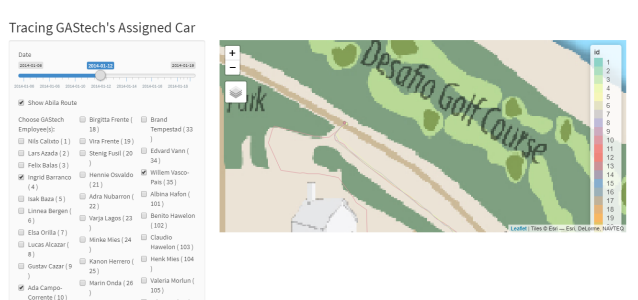 Tracing GAStech's Assigned Car
Date
2014-01-06
2014-01-12
2014-01-19
Show Abila Route
Choose GAStech
Employee(s):
Nils Calixto ( 1 )
Lars Azada ( 2 )
Felix Balas ( 3 )
Ingrid Barranco
( 4 )
Isak Baza ( 5 )
Linnea Bergen (
6 )
Elsa Orilla ( 7 )
Lucas Alcazar (
8 )
Gustav Cazar ( 9
)
Ada Campo-
Corrente ( 10 )
Birgitta Frente (
18 )
Vira Frente ( 19 )
Stenig Fusil ( 20
)
Hennie Osvaldo
( 21 )
Adra Nubarron (
22 )
Varja Lagos ( 23
)
Minke Mies ( 24
)
Kanon Herrero (
25 )
Marin Onda ( 26
)
Brand
Tempestad ( 33
)
Edvard Vann (
34 )
Willem Vasco-
Pais ( 35 )
Albina Hafon (
101 )
Benito Hawelon
( 102 )
Claudio
Hawelon ( 103 )
Henk Mies ( 104
)
Valeria Morlun (
105 )
+
−
Park
Desafio Golf Course
id
1
2
3
4
5
6
7
8
9
10
11
12
13
14
15
16
17
18
19
Leaflet | Tiles © Esri — Esri, DeLorme, NAVTEQ